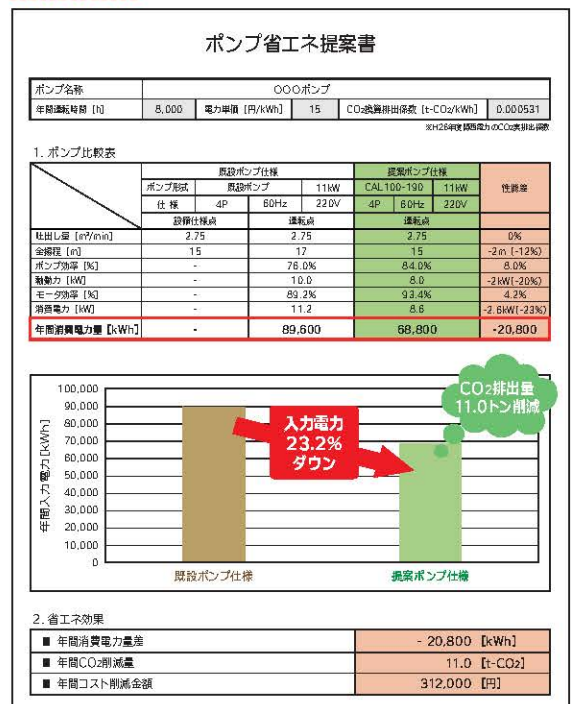 ポンプ省エネ提案書
ポンプ名称 〇〇〇ポンプ
年間運転時間 [h] 8,000 電力単価 [円/kWh] 15 CO2換算排出係数 [t-CO2/kWh] 0.000531
※H26年度関西電力のCO2実排出係数
1. ポンプ比較表
既設ポンプ仕様 提案ポンプ仕様 性能差
ポンプ形式 既設ポンプ 11kW CAL100-190 11kW
仕 様 4P 60Hz 220V 4P 60Hz 220V
設備仕様点 運転点 運転点
吐出し量 [m³/min] 2.75 2.75 2.75 0%
全揚程 [m] 15 17 15 -2m (-12%)
ポンプ効率 [%] - 76.0% 84.0% 8.0%
軸動力 [kW] - 10.0 8.0 -2kW(-20%)
モータ効率 [%] - 89.2% 93.4% 4.2%
消費電力 [kW] - 11.2 8.6 -2.6kW(-23%)
年間消費電力量【kWh】 - 89,600 68,800 -20,800
100,000
90,000
80,000
70,000
60,000
50,000
40,000
30,000
20,000
10,000
0
年間入力電力[kWh]
入力電力
23.2%
ダウン
CO2排出量
11.0トン削減
既設ポンプ仕様 提案ポンプ仕様
2. 省エネ効果
■ 年間消費電力量差 - 20,800 【kWh】
■ 年間CO2削減量 11.0 【t-CO2】
■ 年間コスト削減金額 312,000 【円】